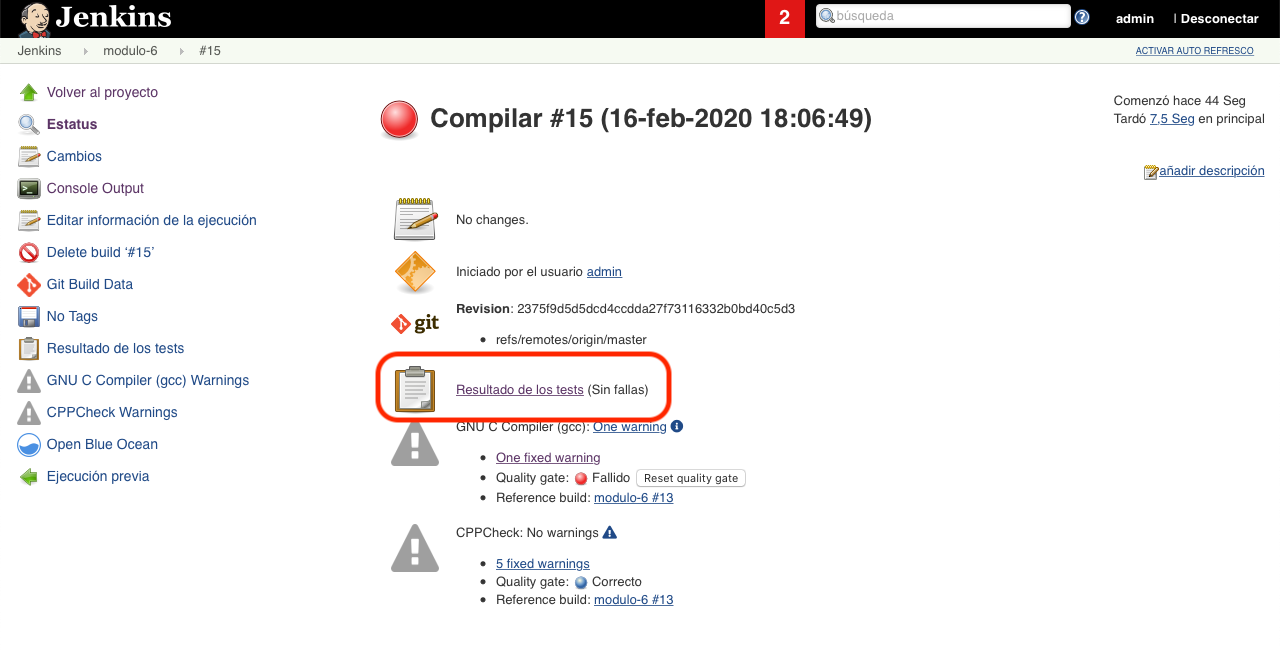 Jenkins
2
búsqueda
admin
| Desconectar
Jenkins
modulo-6
#15
ACTIVAR AUTO REFRESCO
Volver al proyecto
Estatus
Cambios
Console Output
Editar información de la ejecución
Delete build ‘#15’
Git Build Data
No Tags
Resultado de los tests
GNU C Compiler (gcc) Warnings
CPPCheck Warnings
Open Blue Ocean
Ejecución previa
Compilar #15 (16-feb-2020 18:06:49)
Comenzó hace 44 Seg
Tardó 7,5 Seg en principal
añadir descripción
No changes.
Iniciado por el usuario admin
git
Revision: 2375f9d5d5dcd4ccdda27f73116332b0bd40c5d3
refs/remotes/origin/master
Resultado de los tests (Sin fallas)
GNU C Compiler (gcc): One warning
One fixed warning
Quality gate: Fallido Reset quality gate
Reference build: modulo-6 #13
CPPCheck: No warnings
5 fixed warnings
Quality gate: Correcto
Reference build: modulo-6 #13